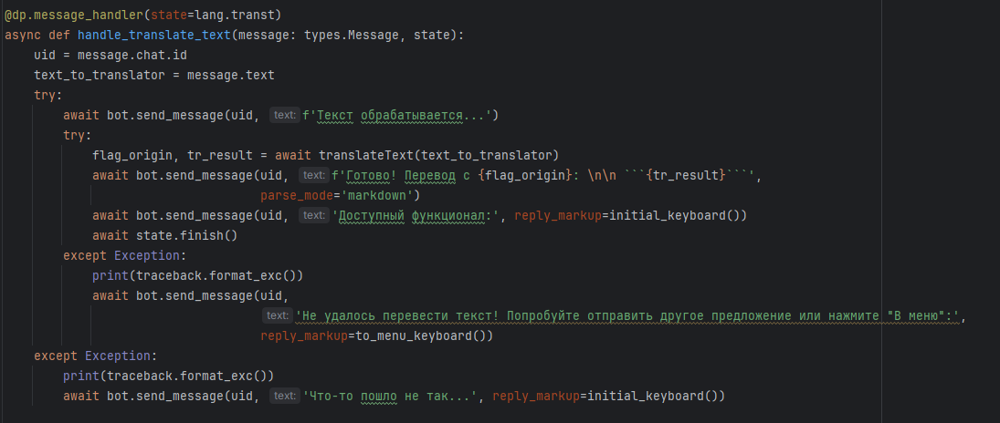 @dp.message_handler(state=lang.transt)
async def handle_translate_text(message: types.Message, state):
    uid = message.chat.id
    text_to_translator = message.text
    try:
        await bot.send_message(uid, text: f'Текст обрабатывается...')
        try:
            flag_origin, tr_result = await translateText(text_to_translator)
            await bot.send_message(uid, text: f'Готово! Перевод с {flag_origin}: \n\n ```{tr_result}```',
                                   parse_mode='markdown')
            await bot.send_message(uid, text: 'Доступный функционал:', reply_markup=initial_keyboard())
            await state.finish()
        except Exception:
            print(traceback.format_exc())
            await bot.send_message(uid,
                                   text: 'Не удалось перевести текст! Попробуйте отправить другое предложение или нажмите "В меню":',
                                   reply_markup=to_menu_keyboard())
    except Exception:
        print(traceback.format_exc())
        await bot.send_message(uid, text: 'Что-то пошло не так...', reply_markup=initial_keyboard())